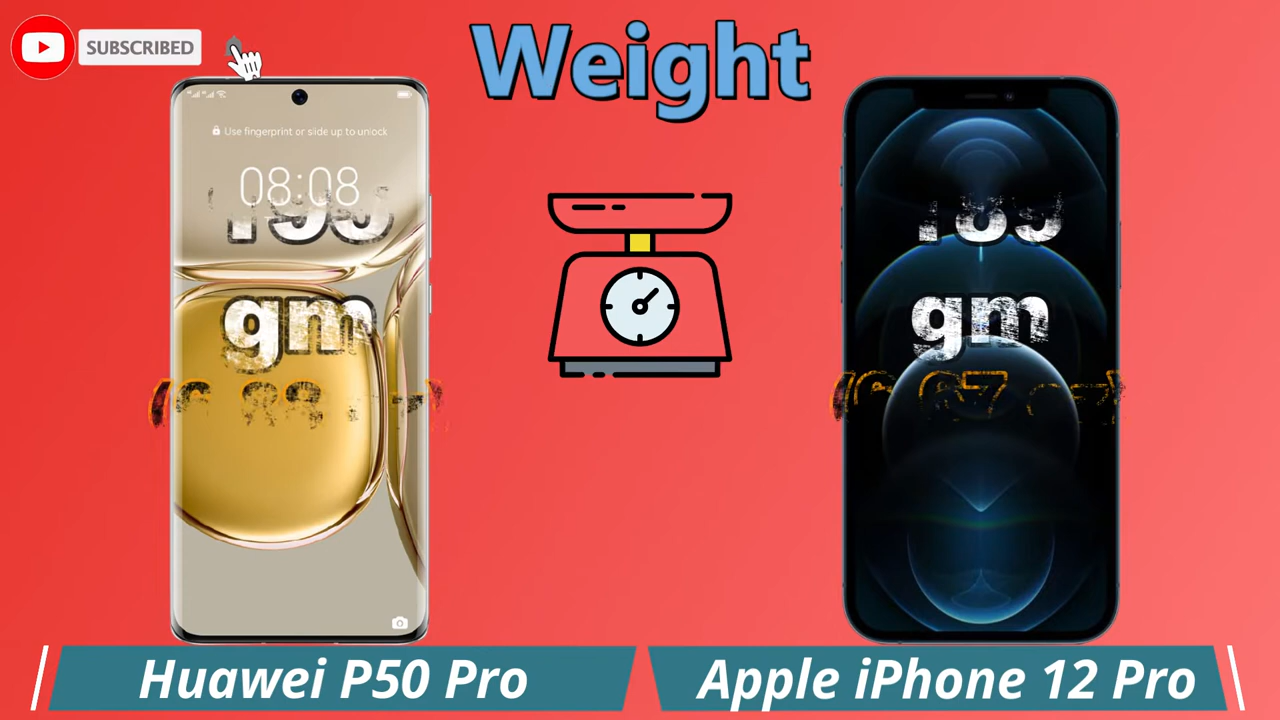 SUBSCRIBED
Weight
Use fingerprint or slide up to unlock
08:08
gm
gm
Huawei P50 Pro
Apple iPhone 12 Pro